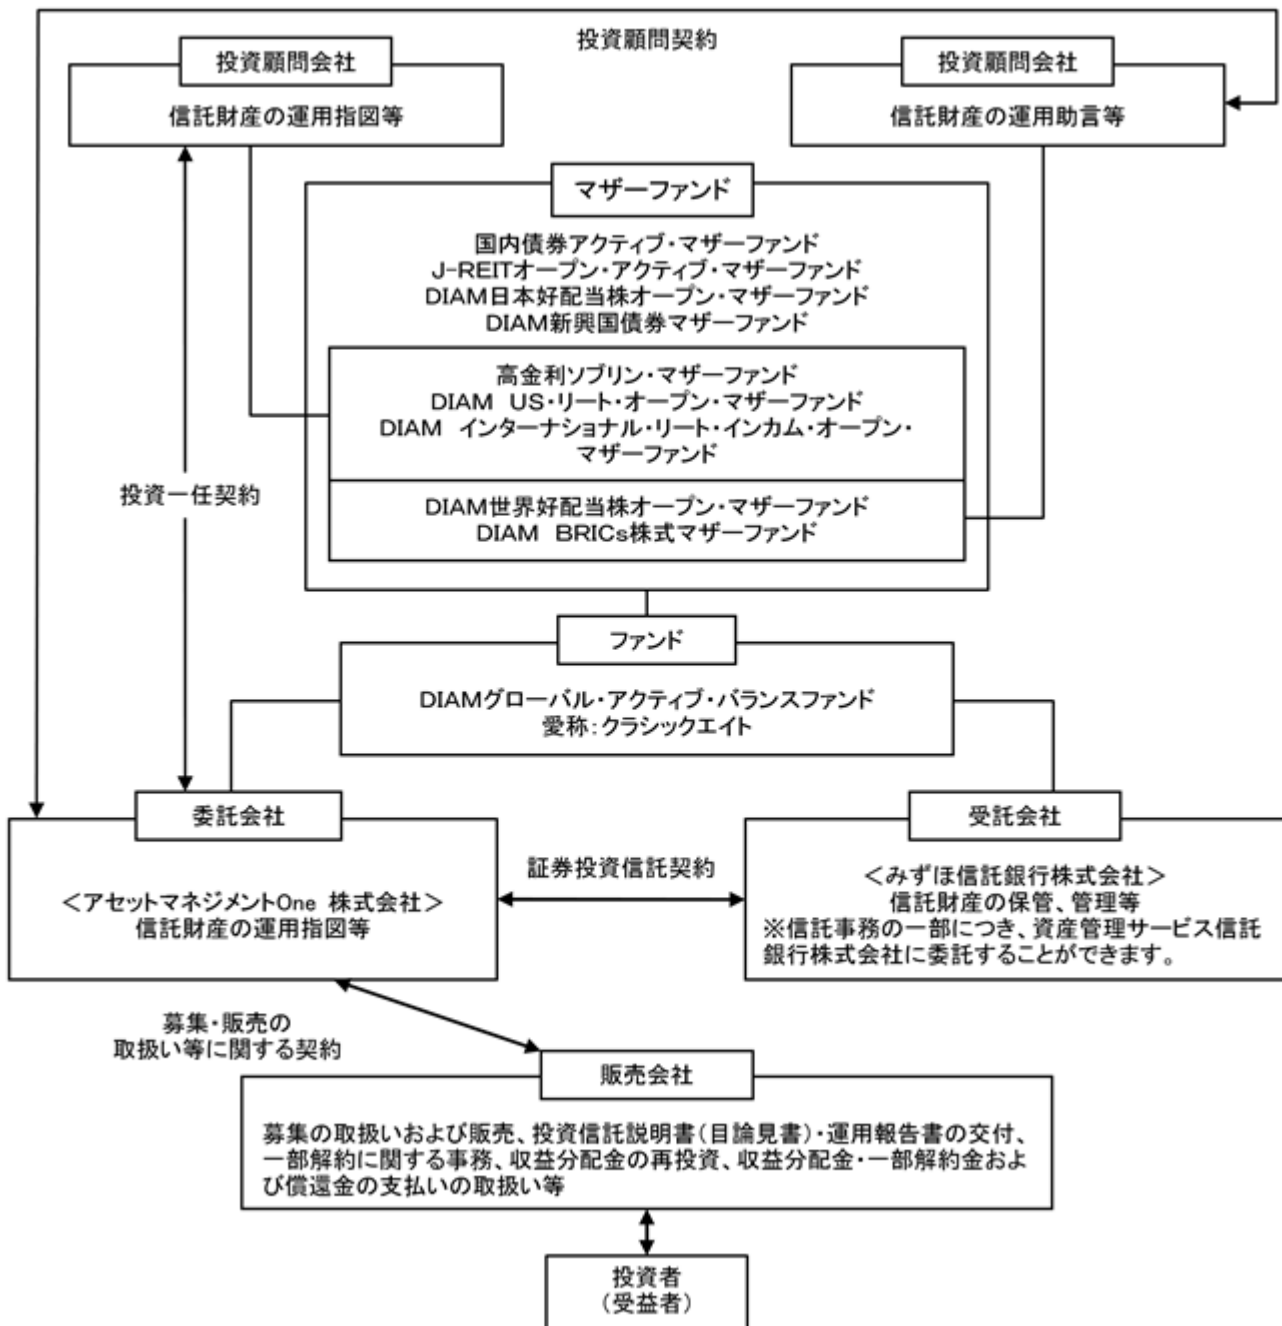 投資顧問契約
投資顧問会社
信託財産の運用指図等
投資顧問会社
信託財産の運用助言等
マザーファンド
国内債券アクティブ・マザーファンド
J-REITオープン・アクティブ・マザーファンド
DIAM日本好配当株オープン・マザーファンド
DIAM新興国債券マザーファンド
高金利ソブリン・マザーファンド
DIAM US・リート・オープン・マザーファンド
DIAM インターナショナル・リート・インカム・オープン・
マザーファンド
投資一任契約
DIAM世界好配当株オープン・マザーファンド
DIAM BRICs株式マザーファンド
ファンド
DIAMグローバル・アクティブ・バランスファンド
愛称:クラシックエイト
委託会社
<アセットマネジメントOne 株式会社>
信託財産の運用指図等
証券投資信託契約
受託会社
<みずほ信託銀行株式会社>
信託財産の保管、管理等
※信託事務の一部につき、資産管理サービス信託
銀行株式会社に委託することができます。
募集・販売の
取扱い等に関する契約
販売会社
募集の取扱いおよび販売、投資信託説明書(目論見書)・運用報告書の交付、
一部解約に関する事務、収益分配金の再投資、収益分配金・一部解約金およ
び償還金の支払いの取扱い等
投資者
(受益者)